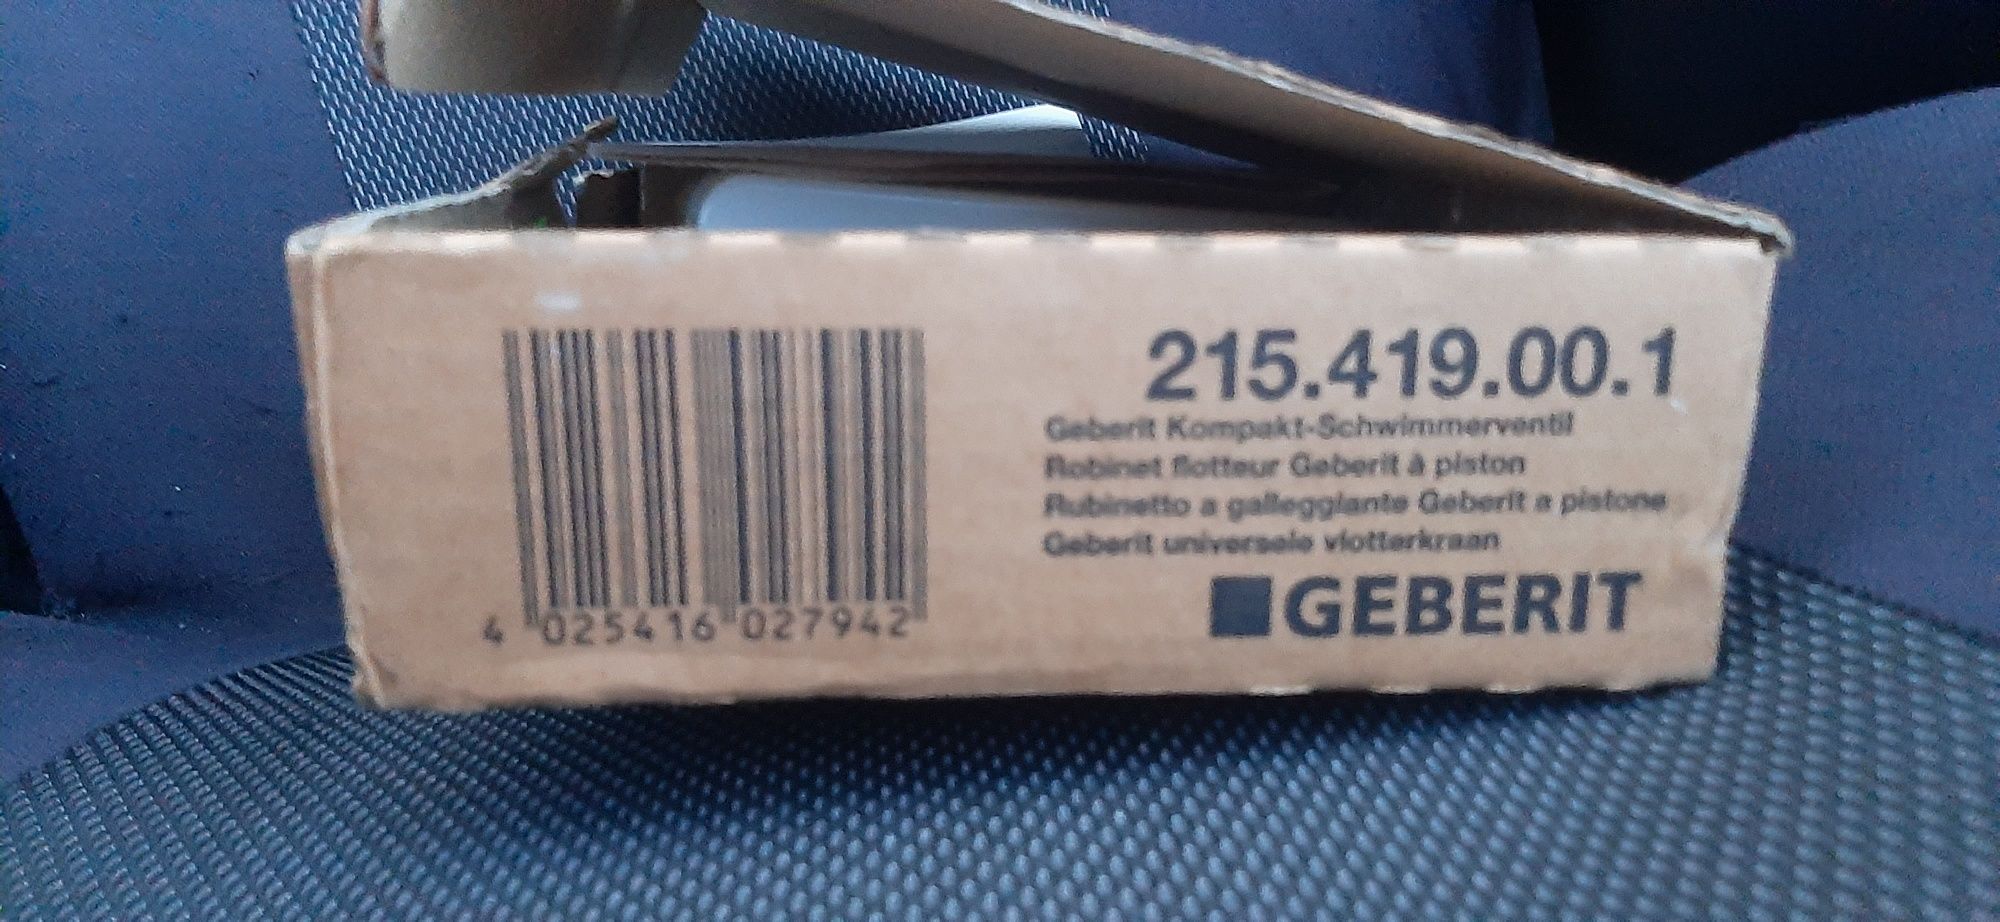 215.419.00.1
Geberit Kompakt-Schwimmerventil
Robinet flotteur Geberit à piston
Rubinetto a galleggiante Geberit a pistone
Geberit universele vlotterkraan
GEBERIT
4 025416 027942